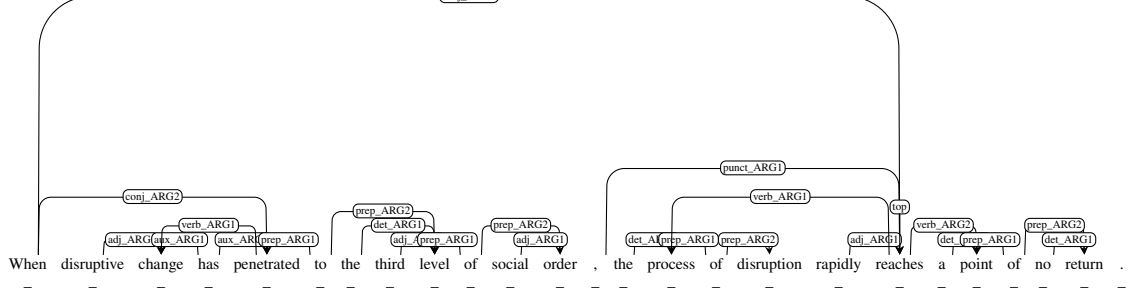 punct_ARG1
conj_ARG2 verb_ARG1
prep_ARG2 top
verb_ARG1 det_ARG1 prep_ARG2 verb_ARG2 prep_ARG2
aux_ARG1 prep_ARG1 prep_ARG1 adj_ARG1 prep_ARG1 prep_ARG2 adj_ARG1 prep_ARG1 det_ARG1
When disruptive change has penetrated to the third level of social order , the process of disruption rapidly reaches a point of no return .
_ _ _ _ _ _ _ _ _ _ _ _ _ _ _ _ _ _ _ _ _ _ _ _ _